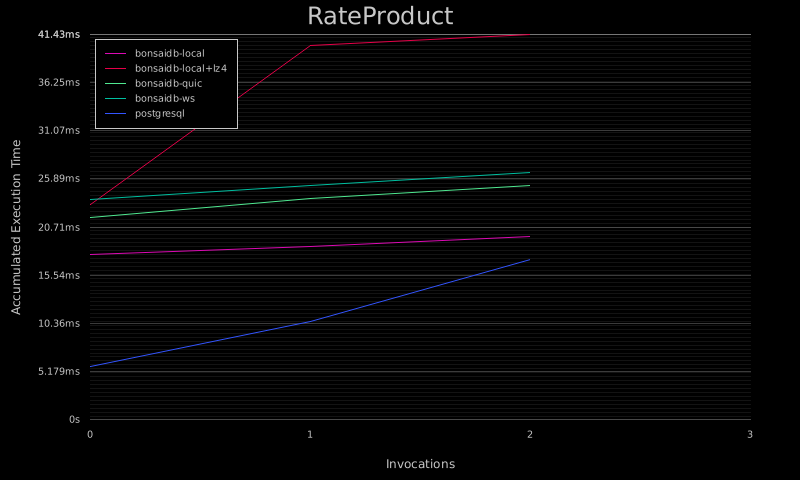 RateProduct
41.43ms
36.25ms
31.07ms
25.89ms
20.71ms
15.54ms
10.36ms
5.179ms
0s
bonsaidb-local
bonsaidb-local+lz4
bonsaidb-quic
bonsaidb-ws
postgresql
Accumulated Execution Time
0 1 2 3
Invocations